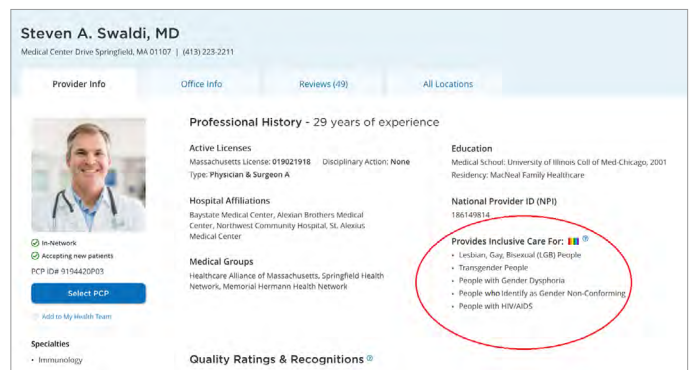 Steven A. Swaldi, MD
Medical Center Drive Springfield, MA 01107 | (413) 223-2211
Provider Info
Office Info
Reviews (49)
All Locations
In-Network
Accepting new patients
PCP ID# 9194420P03
Select PCP
Add to My Health Team
Specialties
• Immunology
Professional History - 29 years of experience
Active Licenses
Massachusetts License: 019021918 Disciplinary Action: None
Type: Physician & Surgeon A
Hospital Affiliations
Baystate Medical Center, Alexian Brothers Medical
Center, Northwest Community Hospital, St. Alexius
Medical Center
Medical Groups
Healthcare Alliance of Massachusetts, Springfield Health
Network, Memorial Hermann Health Network
Education
Medical School: University of Illinois Coll of Med-Chicago, 2001
Residency: MacNeal Family Healthcare
National Provider ID (NPI)
186149814
Provides Inclusive Care For: ?
• Lesbian, Gay, Bisexual (LGB) People
• Transgender People
• People with Gender Dysphoria
• People who Identify as Gender Non-Conforming
• People with HIV/AIDS
Quality Ratings & Recognitions ?